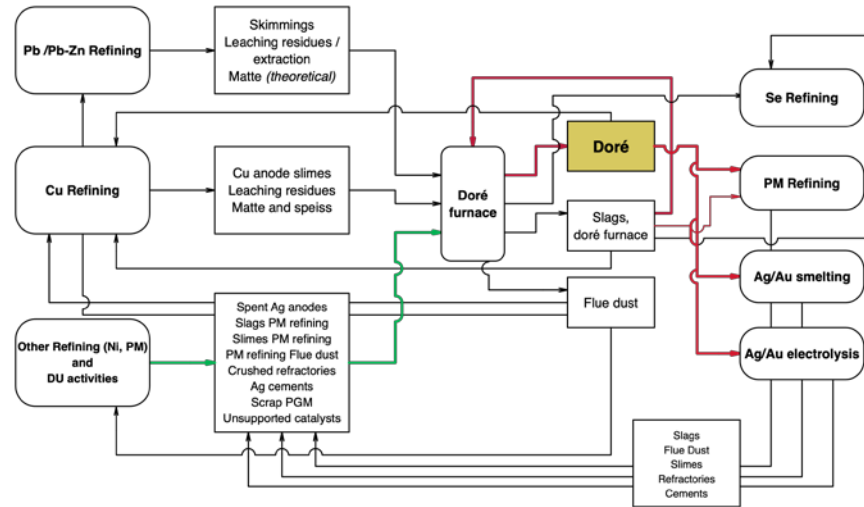 Pb /Pb-Zn Refining
Skimmings
Leaching residues /
extraction
Matte (theoretical)
Se Refining
Cu Refining
Cu anode slimes
Leaching residues
Matte and speiss
Doré
furnace
Doré
Slags,
doré furnace
PM Refining
Flue dust
Ag/Au smelting
Ag/Au electrolysis
Other Refining (Ni, PM)
and
DU activities
Spent Ag anodes
Slags PM refining
Slimes PM refining
PM refining Flue dust
Crushed refractories
Ag cements
Scrap PGM
Unsupported catalysts
Slags
Flue Dust
Slimes
Refractories
Cements